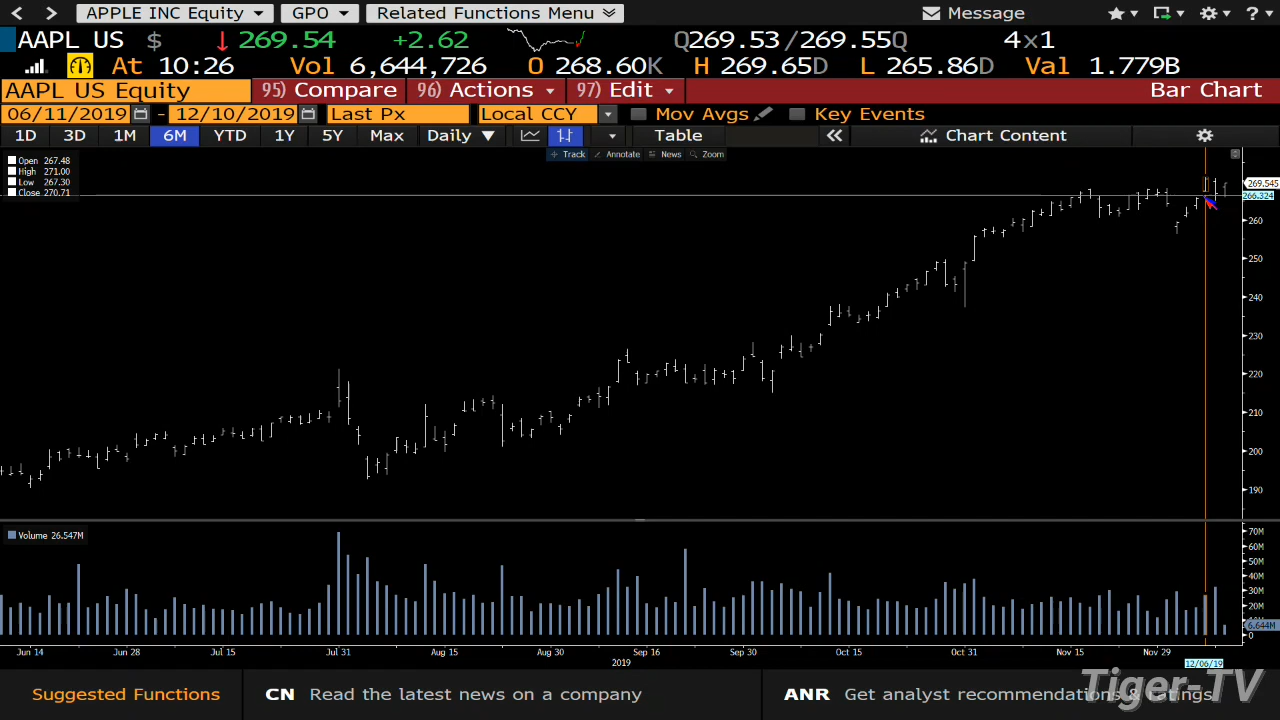 < > APPLE INC Equity GPO Related Functions Menu Message ?
AAPL US $ ↓ 269.54 +2.62 Q269.53/269.55Q 4x1
At 10:26 Vol 6,644,726 O 268.60K H 269.65D L 265.86D Val 1.779B
AAPL US Equity 95) Compare 96) Actions 97) Edit Bar Chart
06/11/2019 - 12/10/2019 Last Px Local CCY Mov Avgs Key Events
1D 3D 1M 6M YTD 1Y 5Y Max Daily Table Chart Content
Track Annotate News Zoom
Open 267.48
High 271.00
Low 267.30
Close 270.71
269.545
266.324
260
250
240
230
220
210
200
190
Volume 26.547M
70M
60M
50M
40M
30M
20M
6.644M
0
Jun 14 Jun 28 Jul 15 Jul 31 Aug 15 Aug 30 Sep 16 Sep 30 Oct 15 Oct 31 Nov 15 Nov 29
2019 12/06/19
Suggested Functions CN Read the latest news on a company ANR Get analyst recommendations & ratings
Tiger-TV